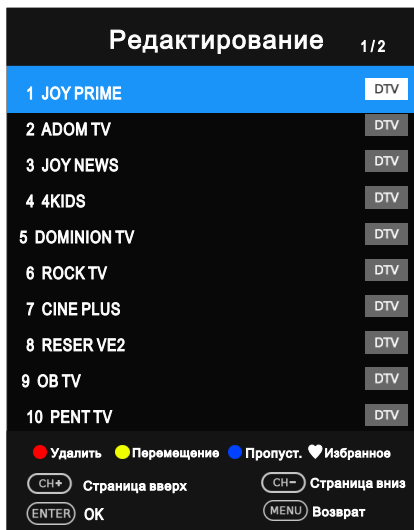 Редактирование 1/2
1 JOY PRIME DTV
2 ADOM TV DTV
3 JOY NEWS DTV
4 4KIDS DTV
5 DOMINION TV DTV
6 ROCK TV DTV
7 CINE PLUS DTV
8 RESER VE2 DTV
9 OB TV DTV
10 PENT TV DTV
Удалить Перемещение Пропуст. Избранное
CH+ Страница вверх CH− Страница вниз
ENTER OK MENU Возврат